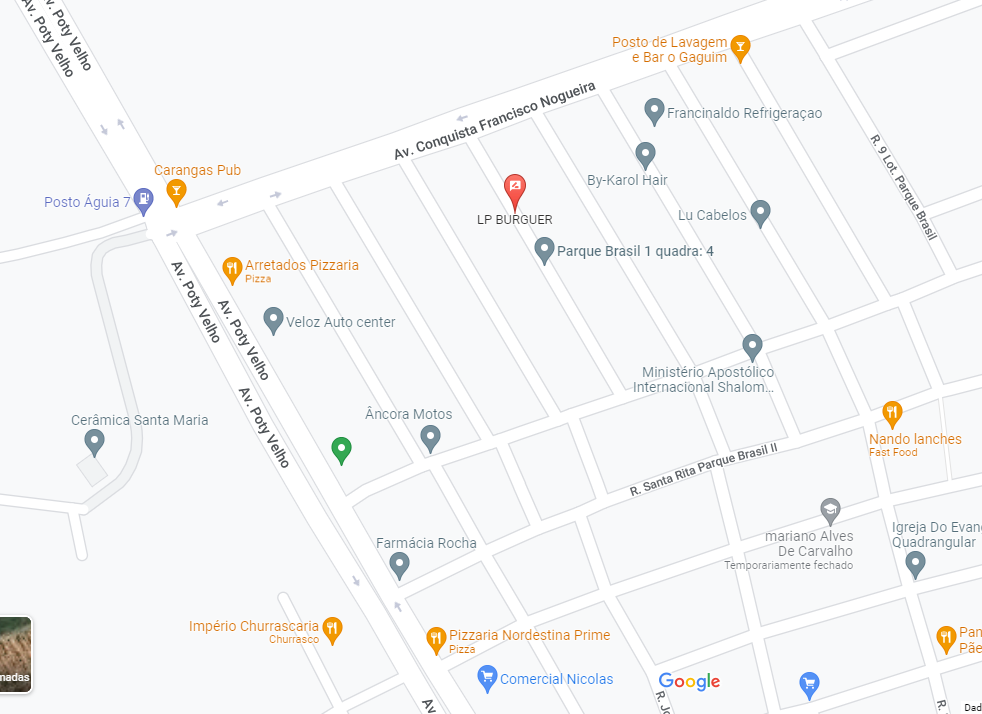 Av. Poty Velho
Av. Poty Velho
Posto de Lavagem
e Bar o Gaguim
Av. Conquista Francisco Nogueira
Francinaldo Refrigeraçao
R. 9 Lot. Parque Brasil
Carangas Pub
By-Karol Hair
Posto Águia 7
LP BURGUER
Lu Cabelos
Parque Brasil 1 quadra: 4
Arretados Pizzaria
Pizza
Av. Poty Velho
Av. Poty Velho
Veloz Auto center
Ministério Apostólico
Internacional Shalom...
Av. Poty Velho
Âncora Motos
Cerâmica Santa Maria
Nando lanches
Fast Food
R. Santa Rita Parque Brasil II
mariano Alves
De Carvalho
Temporariamente fechado
Igreja Do Evan
Quadrangular
Farmácia Rocha
Império Churrascaria
Churrasco
Pizzaria Nordestina Prime
Pizza
Pan
Pãe
Comercial Nicolas
Google
madas
Av
R. Jo
R.
Dad